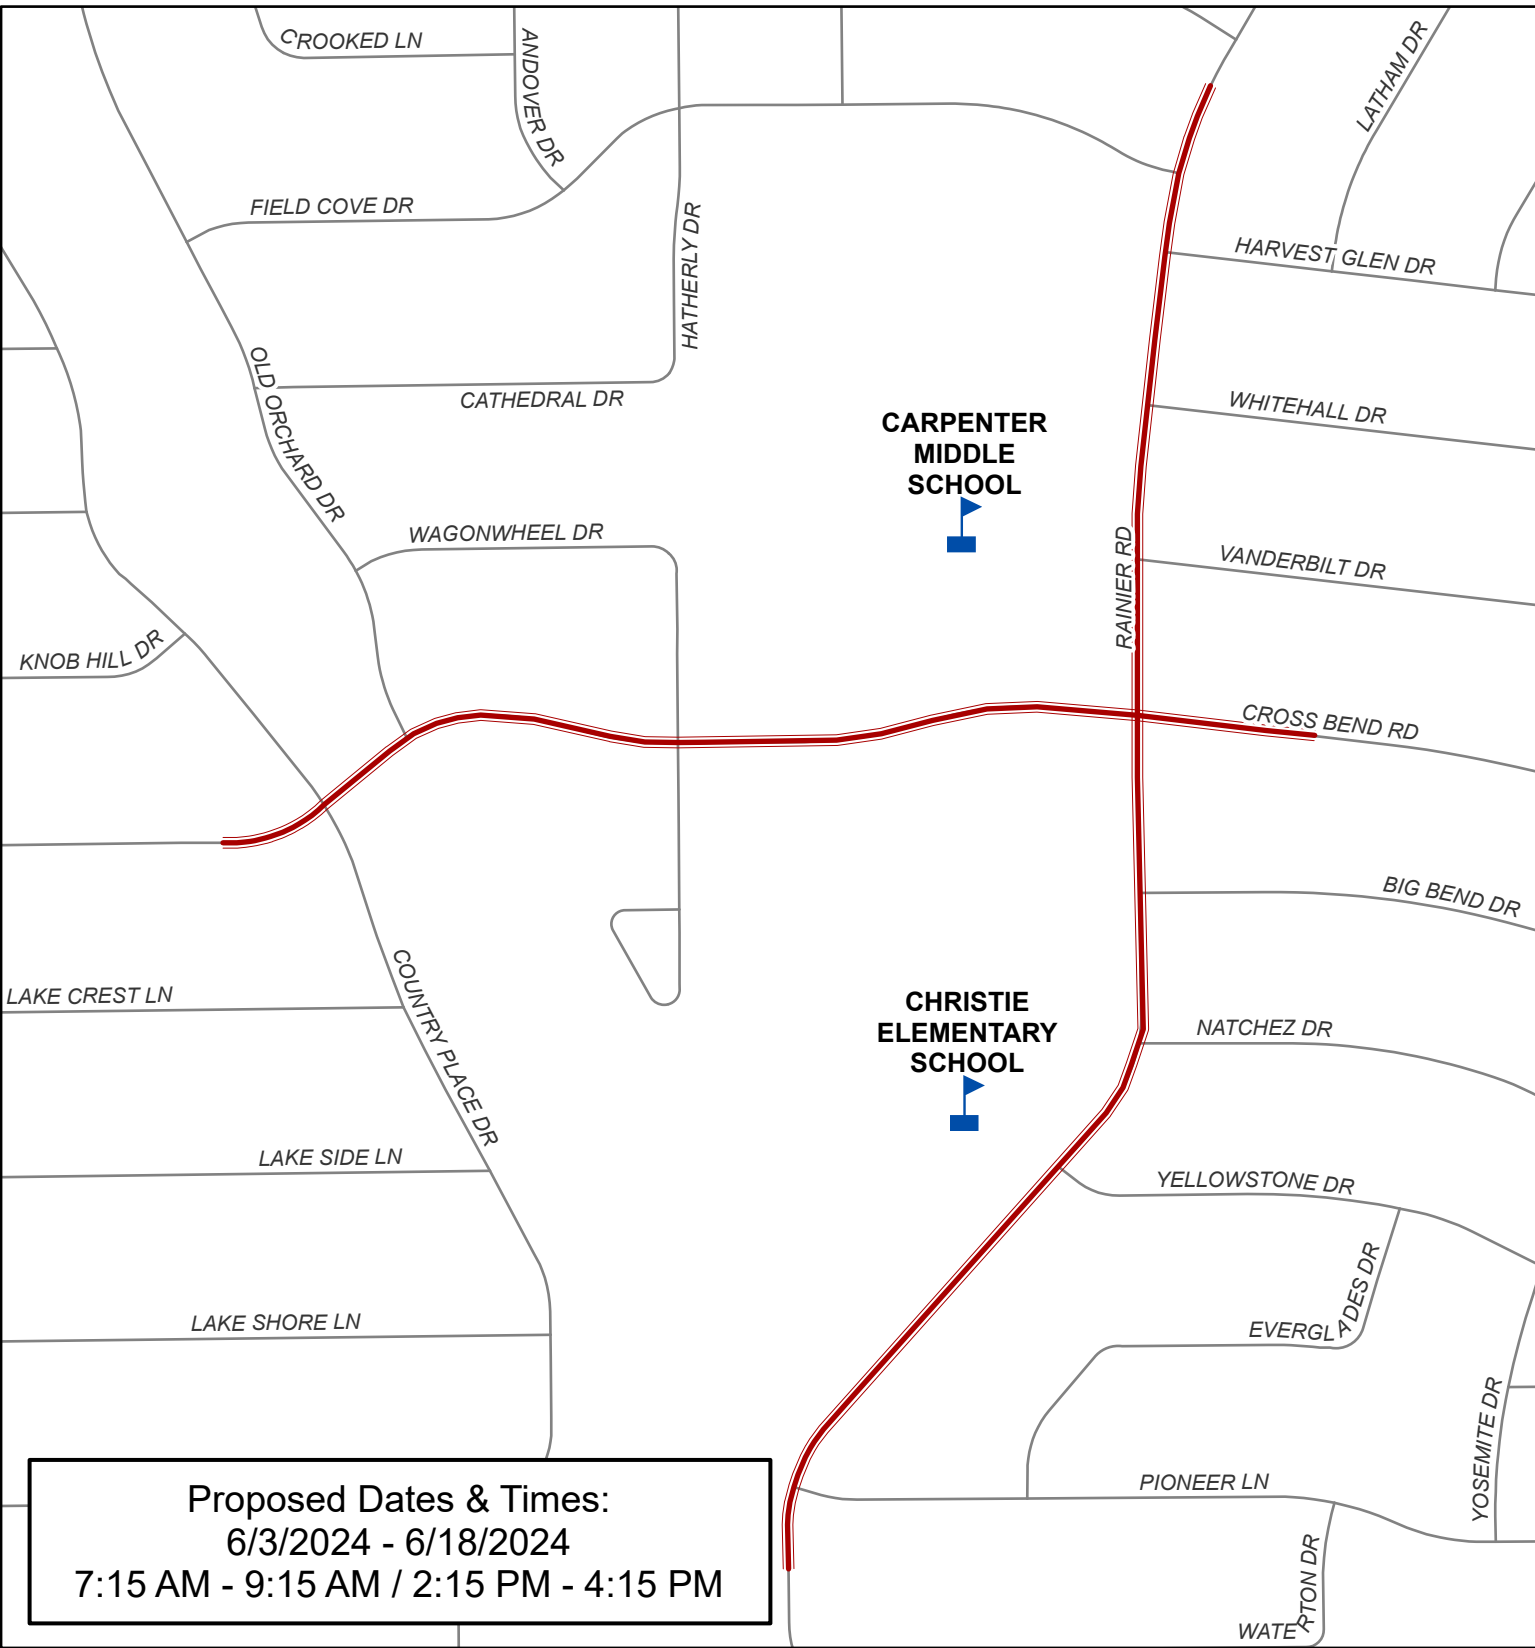 CROOKED LN
ANDOVER DR
LATHAM DR
FIELD COVE DR
HATHERLY DR
HARVEST GLEN DR
OLD ORCHARD DR
CATHEDRAL DR
WHITEHALL DR
CARPENTER
MIDDLE
SCHOOL
WAGONWHEEL DR
RAINIER RD
VANDERBILT DR
KNOB HILL DR
CROSS BEND RD
BIG BEND DR
COUNTRY PLACE DR
LAKE CREST LN
CHRISTIE
ELEMENTARY
SCHOOL
NATCHEZ DR
LAKE SIDE LN
YELLOWSTONE DR
EVERGLADES DR
LAKE SHORE LN
YOSEMITE DR
PIONEER LN
WATERTON DR
Proposed Dates & Times:
6/3/2024 - 6/18/2024
7:15 AM - 9:15 AM / 2:15 PM - 4:15 PM